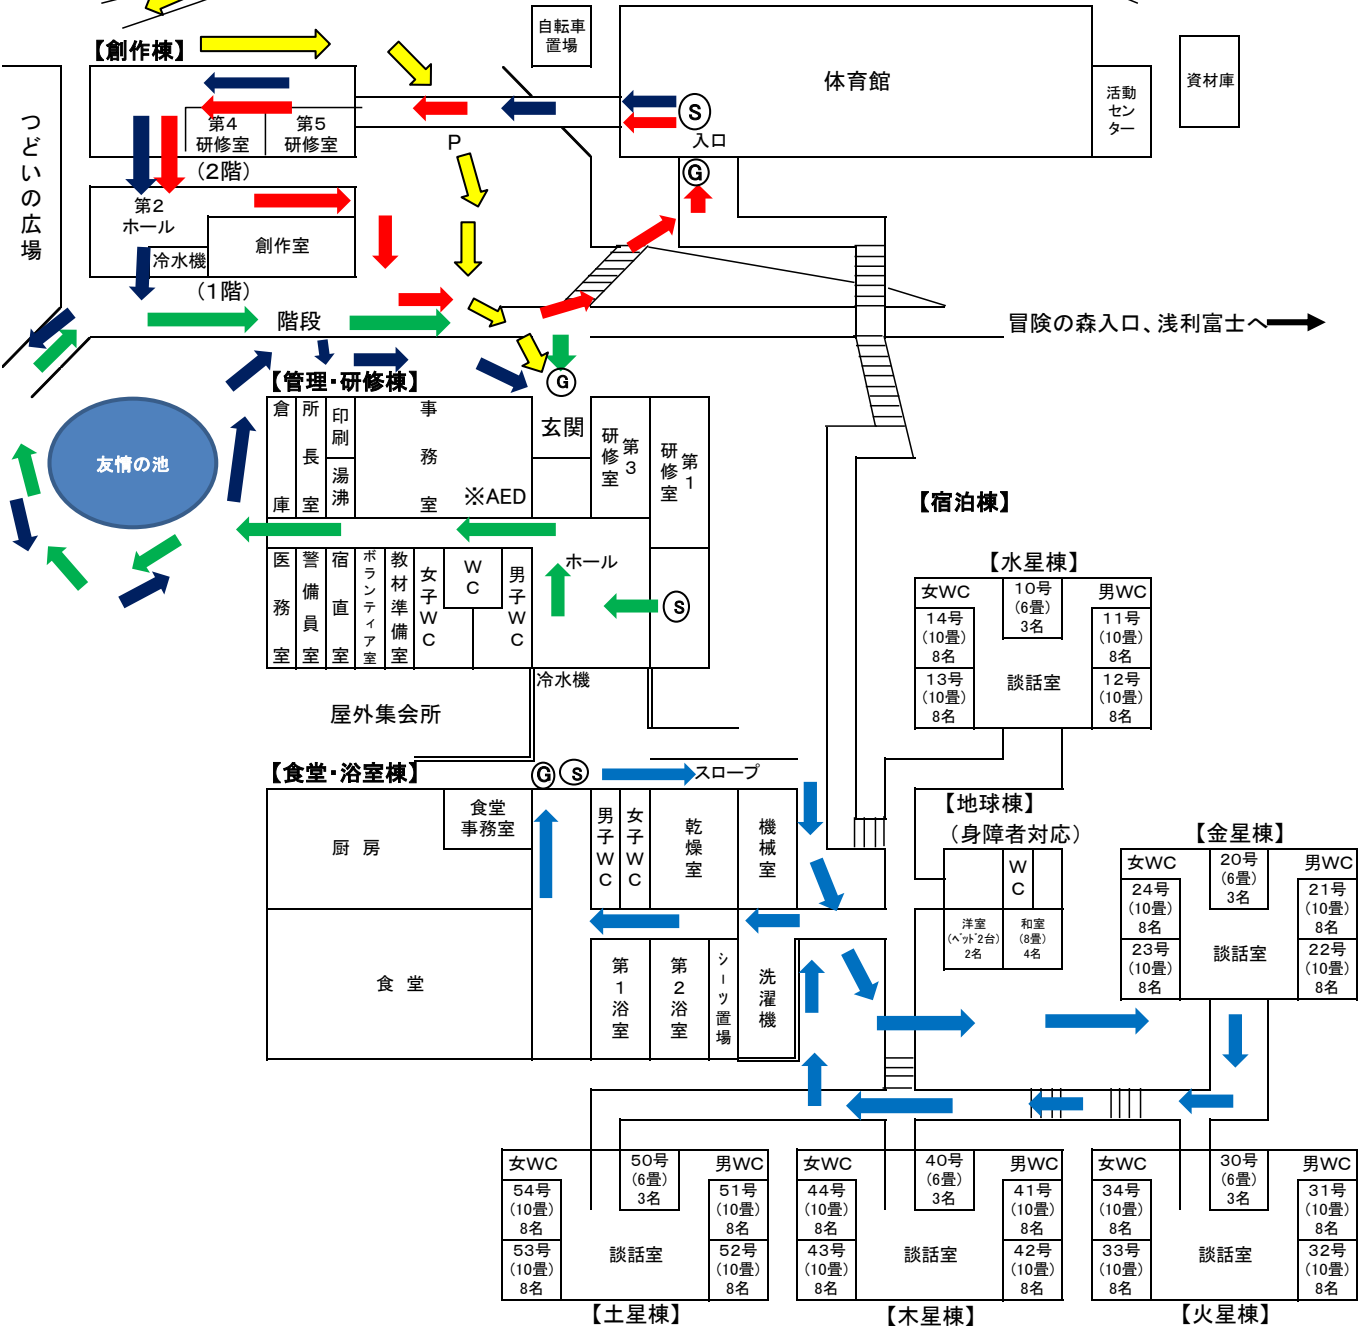 自転車
置場
体育館
活動
セン
ター
資材庫
【創作棟】
つどいの広場
第4
研修室
第5
研修室
(2階)
P
S
入口
G
第2
ホール
冷水機
創作室
(1階)
階段
冒険の森入口、浅利富士へ
【管理・研修棟】
G
友情の池
倉庫
所長室
印刷
湯沸
事務室
※AED
玄関
第3
研修室
第1
研修室
医務室
警備員室
宿直室
ボランティア室
教材準備室
女子WC
WC
男子WC
ホール
S
冷水機
屋外集会所
【宿泊棟】
【水星棟】
女WC
10号
(6畳)
3名
男WC
14号
(10畳)
8名
11号
(10畳)
8名
13号
(10畳)
8名
談話室
12号
(10畳)
8名
【食堂・浴室棟】
G
S
スロープ
厨房
食堂
事務室
男子WC
女子WC
乾燥室
機械室
食堂
第1浴室
第2浴室
シーツ置場
洗濯機
【地球棟】
(身障者対応)
WC
洋室
(ベッド2台)
2名
和室
(8畳)
4名
【金星棟】
女WC
20号
(6畳)
3名
男WC
24号
(10畳)
8名
21号
(10畳)
8名
23号
(10畳)
8名
談話室
22号
(10畳)
8名
女WC
50号
(6畳)
3名
男WC
54号
(10畳)
8名
51号
(10畳)
8名
53号
(10畳)
8名
談話室
52号
(10畳)
8名
【土星棟】
女WC
40号
(6畳)
3名
男WC
44号
(10畳)
8名
41号
(10畳)
8名
43号
(10畳)
8名
談話室
42号
(10畳)
8名
【木星棟】
女WC
30号
(6畳)
3名
男WC
34号
(10畳)
8名
31号
(10畳)
8名
33号
(10畳)
8名
談話室
32号
(10畳)
8名
【火星棟】